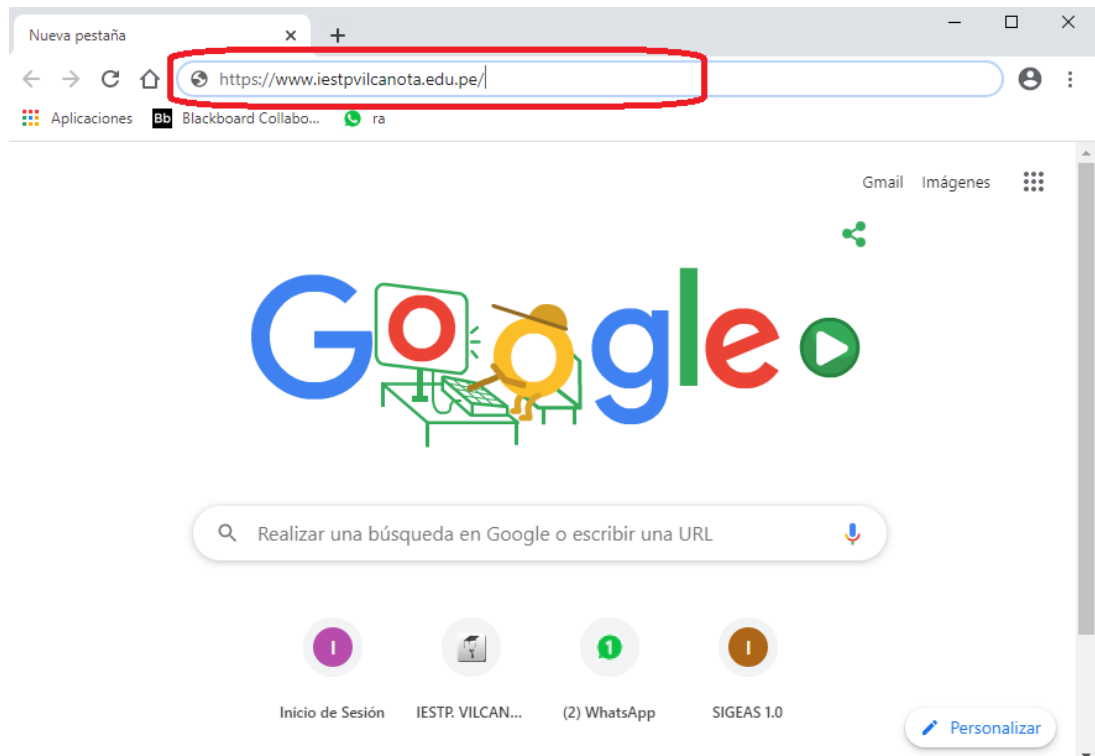 Nueva pestaña
https://www.iestpvilcanota.edu.pe/
Aplicaciones Bb Blackboard Collabo... ra
Gmail Imágenes
Google
Realizar una búsqueda en Google o escribir una URL
I 1 I
Inicio de Sesión IESTP. VILCAN... (2) WhatsApp SIGEAS 1.0
Personalizar